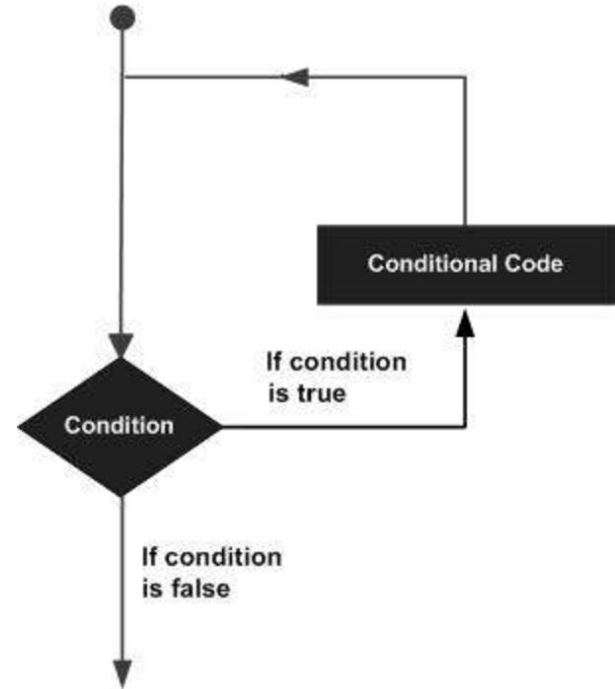 Conditional Code
If condition
is true
Condition
If condition
is false